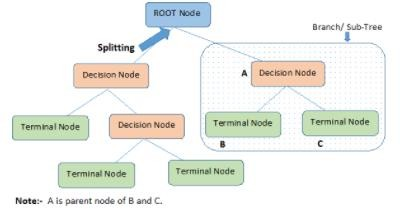 ROOT Node
Branch/ Sub-Tree
Splitting
Decision Node
A
Decision Node
Terminal Node
Decision Node
Terminal Node
Terminal Node
B
C
Terminal Node
Terminal Node
Note:- A is parent node of B and C.